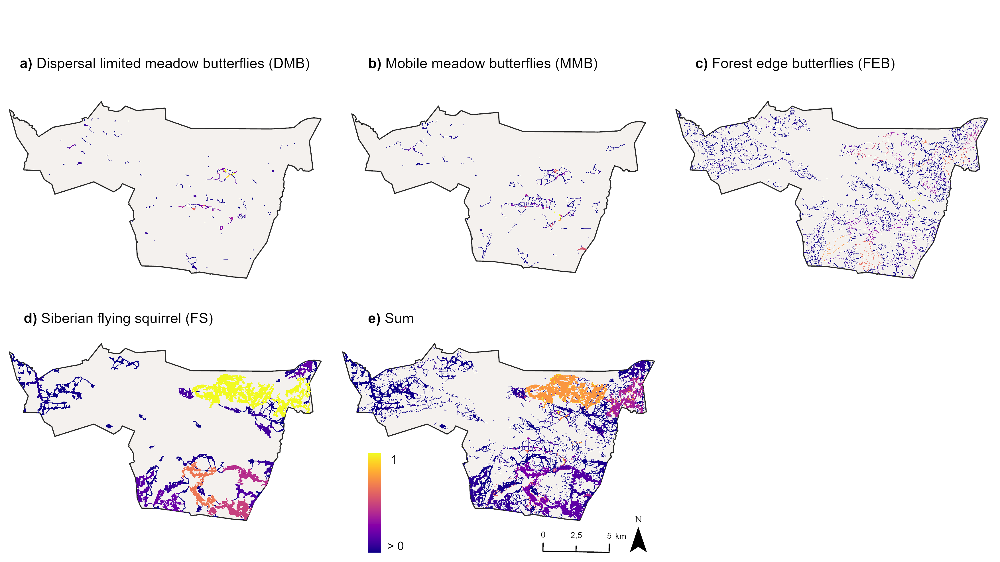 a) Dispersal limited meadow butterflies (DMB)
b) Mobile meadow butterflies (MMB)
c) Forest edge butterflies (FEB)
d) Siberian flying squirrel (FS)
e) Sum
1
> 0
N
0 2,5 5 km